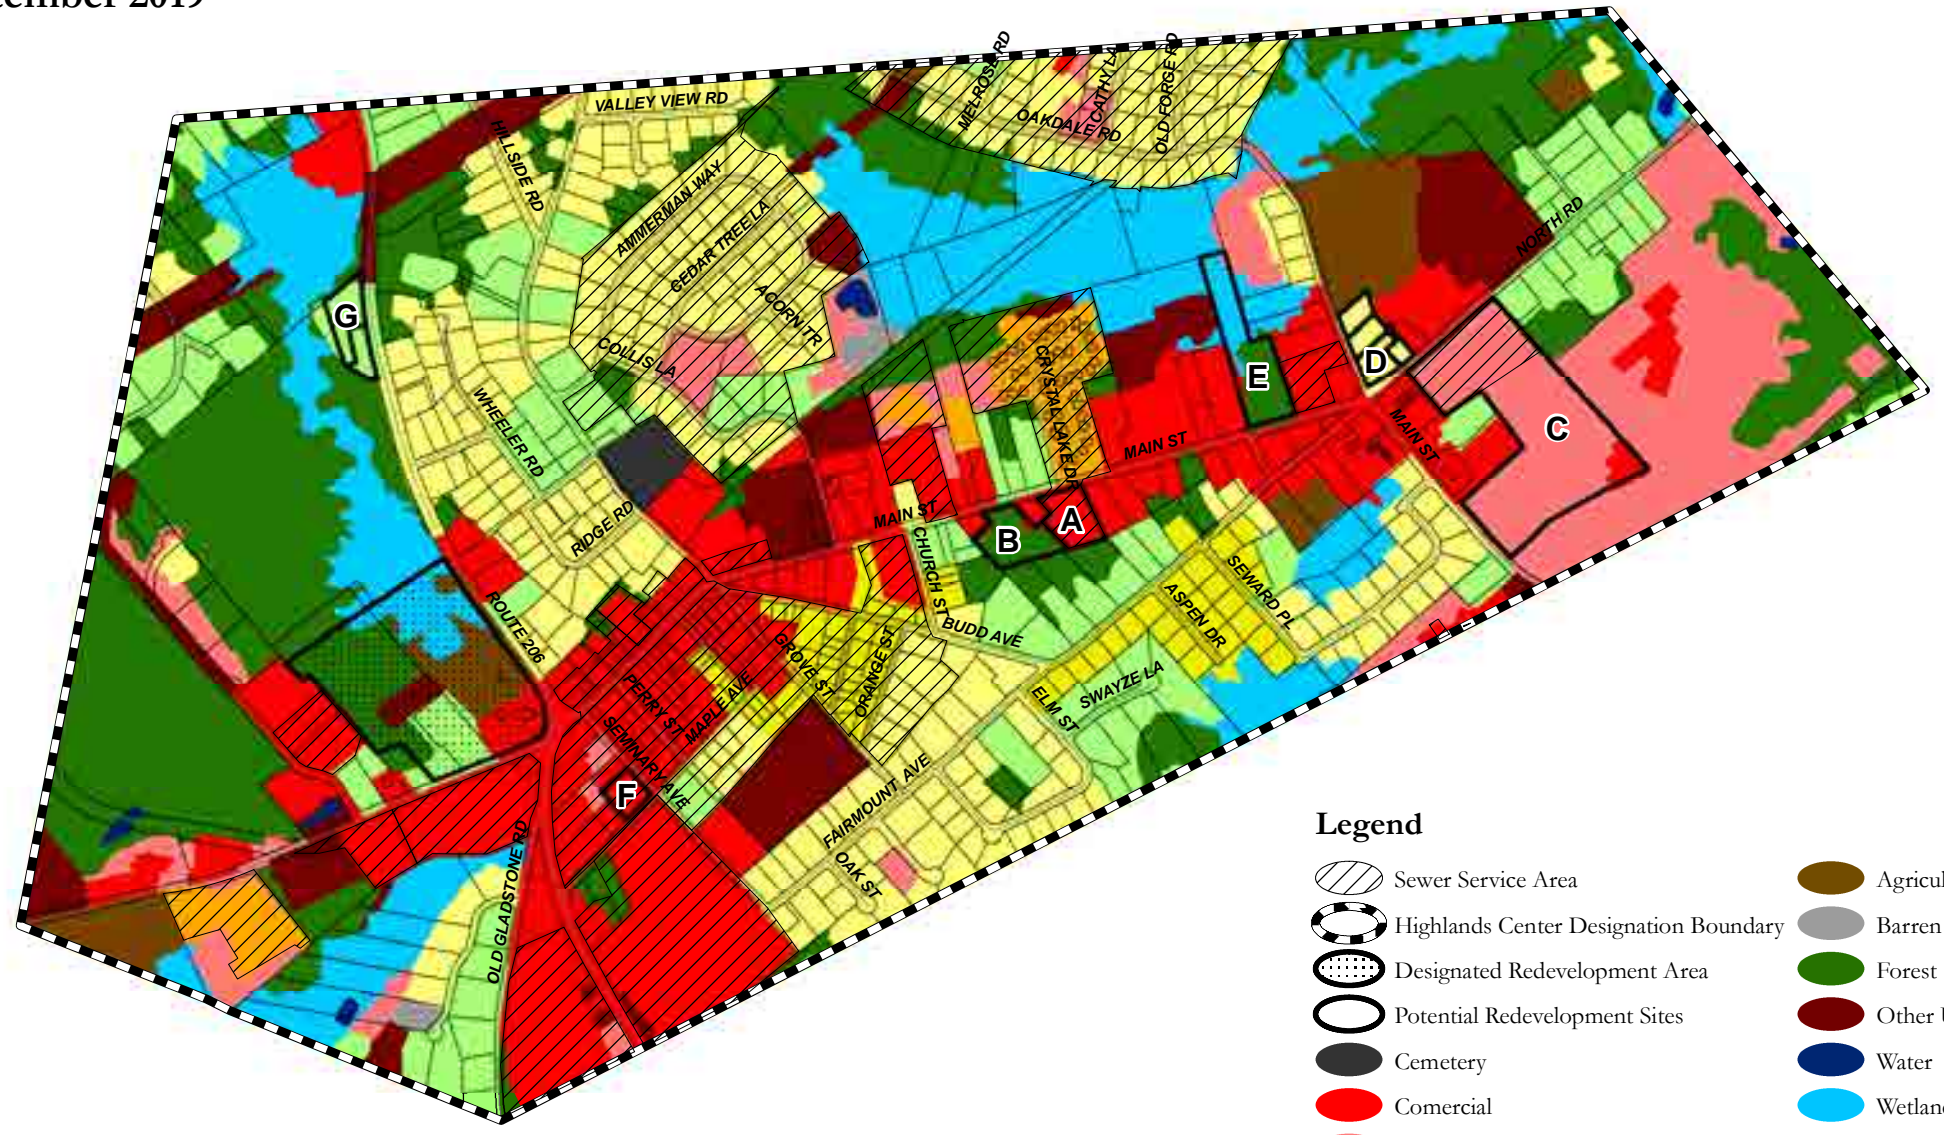 VALLEY VIEW RD
HILLSIDE RD
MELROSE RD
CATHY LA
OLD FORGE RD
OAKDALE RD
AMMERMAN WAY
CEDAR TREE LA
ACORN TR
COLLIS LA
NORTH RD
G
WHEELER RD
CRYSTAL LAKE DR
E
D
MAIN ST
MAIN ST
C
RIDGE RD
MAIN ST
A
B
CHURCH ST
ROUTE 206
BUDD AVE
SEWARD PL
ASPEN DR
GROVE ST
ORANGE ST
PERRY ST
MAPLE AVE
SWAYZE LA
ELM ST
SEMINARY AVE
F
FAIRMOUNT AVE
OAK ST
OLD GLADSTONE RD
Legend
Sewer Service Area
Highlands Center Designation Boundary
Designated Redevelopment Area
Potential Redevelopment Sites
Cemetery
Comercial
Barren
Forest
Other
Water